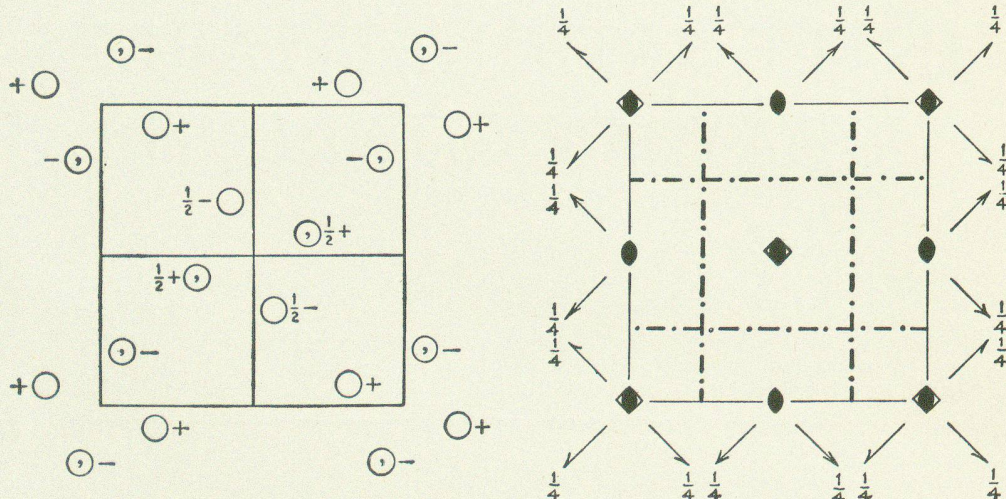 1/4 1/4 1/4 1/4 1/4 1/4
, − , −
+ +
+ +
− , − , 1/4 1/4
1/2 − 1/4 1/4
, 1/2 +
1/2 + ,
1/2 − 1/4 1/4
, − , − 1/4 1/4
+ +
+ +
, − , −
1/4 1/4 1/4 1/4 1/4 1/4